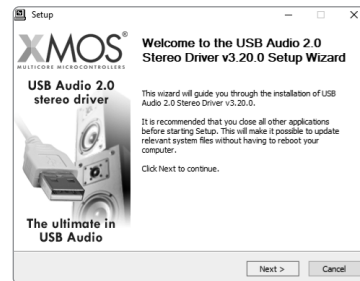 Setup
XMOS®
MULTICORE MICROCONTROLLERS
USB Audio 2.0
stereo driver
The ultimate in
USB Audio
Welcome to the USB Audio 2.0
Stereo Driver v3.20.0 Setup Wizard
This wizard will guide you through the installation of USB
Audio 2.0 Stereo Driver v3.20.0.
It is recommended that you close all other applications
before starting Setup. This will make it possible to update
relevant system files without having to reboot your
computer.
Click Next to continue.
Next >
Cancel